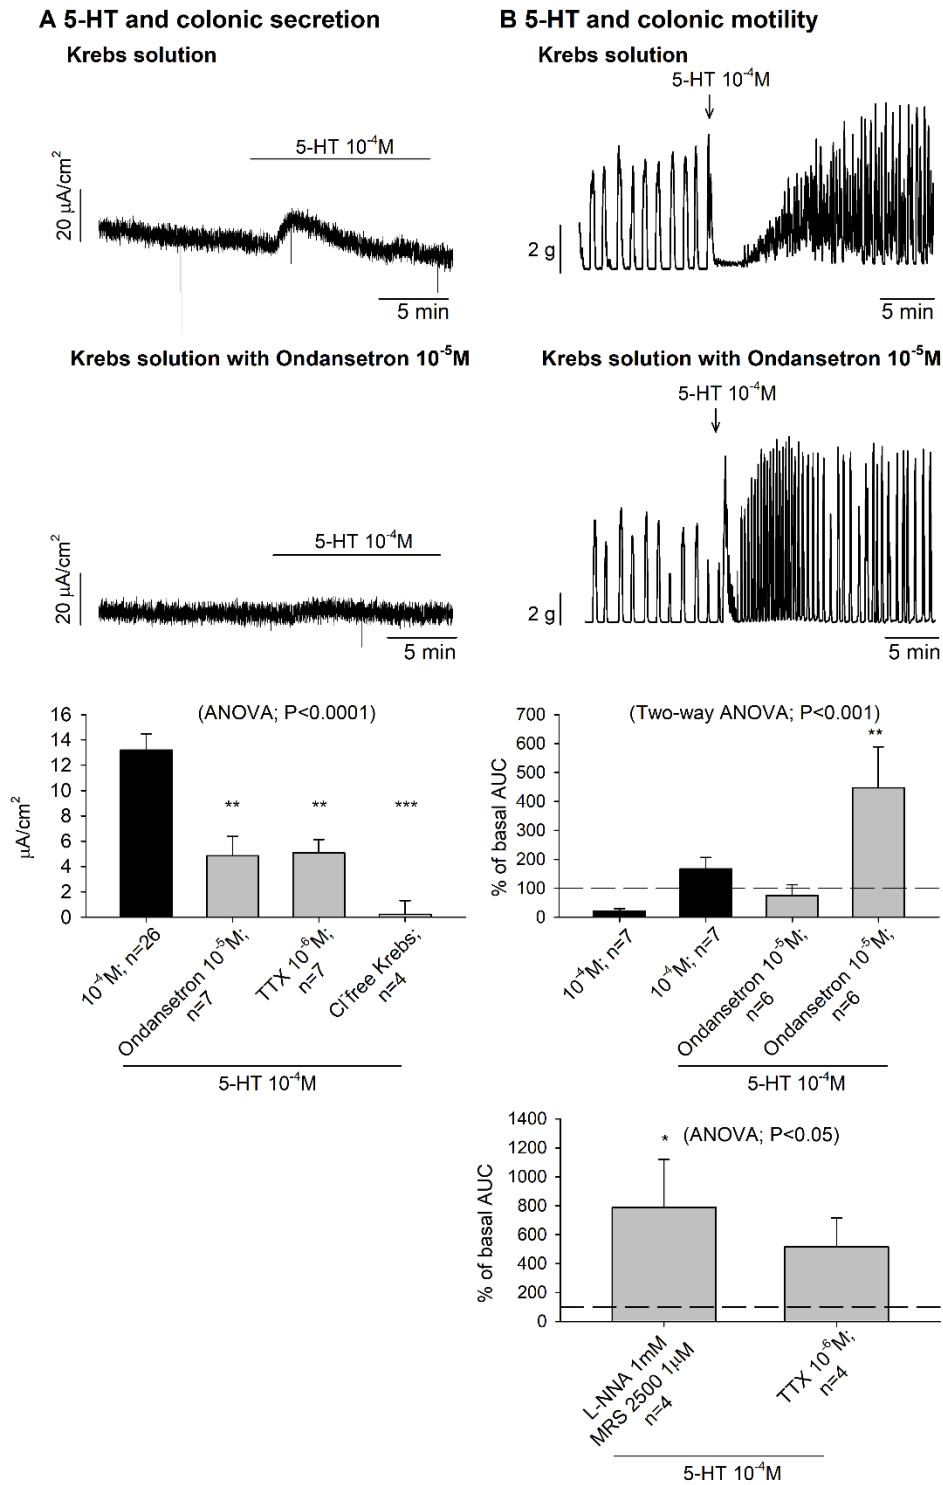 A 5-HT and colonic secretion
Krebs solution
5-HT 10⁻⁴M
20 µA/cm²
5 min
Krebs solution with Ondansetron 10⁻⁵M
5-HT 10⁻⁴M
20 µA/cm²
5 min
(ANOVA; P<0.0001)
µA/cm²
16
14
12
10
8
6
4
2
0
**
**
***
10⁻⁴M; n=26
Ondansetron 10⁻⁵M;
n=7
TTX 10⁻⁶M;
n=7
Cl⁻free Krebs;
n=4
5-HT 10⁻⁴M
B 5-HT and colonic motility
Krebs solution
5-HT 10⁻⁴M
2 g
5 min
Krebs solution with Ondansetron 10⁻⁵M
5-HT 10⁻⁴M
2 g
5 min
(Two-way ANOVA; P<0.001)
% of basal AUC
700
600
500
400
300
200
100
0
**
10⁻⁴M; n=7
10⁻⁴M; n=7
Ondansetron 10⁻⁵M;
n=6
Ondansetron 10⁻⁵M;
n=6
5-HT 10⁻⁴M
(ANOVA; P<0.05)
% of basal AUC
1400
1200
1000
800
600
400
200
0
*
L-NNA 1mM
MRS 2500 1µM
n=4
TTX 10⁻⁶M;
n=4
5-HT 10⁻⁴M